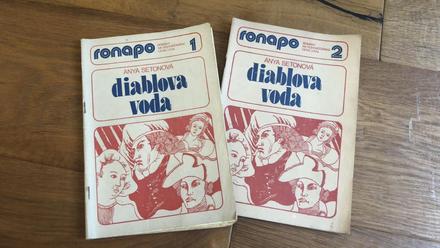 ronapo
1
ANYA SETONOVÁ
diablova
voda
ronapo
2
ANYA SETONOVÁ
diablova
voda